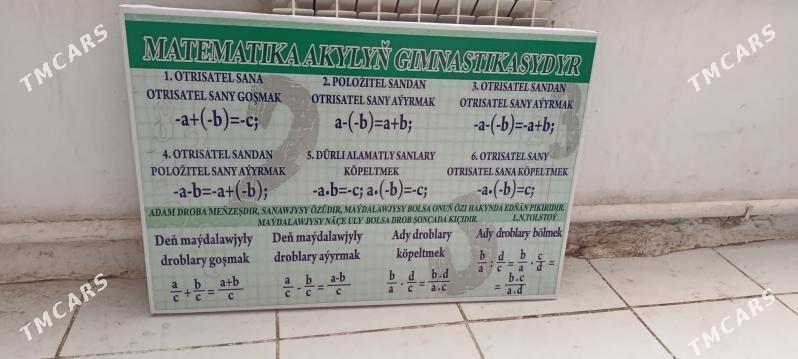 MATEMATIKA AKYLYŇ GIMNASTIKASYDYR
1. OTRISATEL SANA
OTRISATEL SANY GOŞMAK
-a+(-b)=-c;
2. POLOŽITEL SANDAN
OTRISATEL SANY AÝYRMAK
a-(-b)=a+b;
3. OTRISATEL SANDAN
OTRISATEL SANY AÝYRMAK
-a-(-b)=-a+b;
4. OTRISATEL SANDAN
POLOŽITEL SANY AÝYRMAK
-a-b=-a+(-b);
5. DÜRLI ALAMATLY SANLARY
KÖPELTMEK
-a•b=-c; a•(-b)=-c;
6. OTRISATEL SANY
OTRISATEL SANA KÖPELTMEK
-a•(-b)=c;
ADAM DROBA MEŇZEŞDIR, SANAWJYSY ÖZÜDIR, MAÝDALAWJYSY BOLSA ONUŇ ÖZI HAKYNDA EDÝÄN PIKIRIDIR.
MAÝDALAWJYSY NÄÇE ULY BOLSA DROB ŞONÇADA KIÇIDIR. L.N.TOLSTOÝ
Deň maýdalawjyly
droblary goşmak
a/c + b/c = a+b/c
Deň maýdalawjyly
droblary aýyrmak
a/c - b/c = a-b/c
Ady droblary
köpeltmek
b/a · d/c = b.d/a.c
Ady droblary bölmek
b/a : d/c = b/a · c/d =
= b.c/a.d
TMCARS
TMCARS
TMCARS
TMCARS